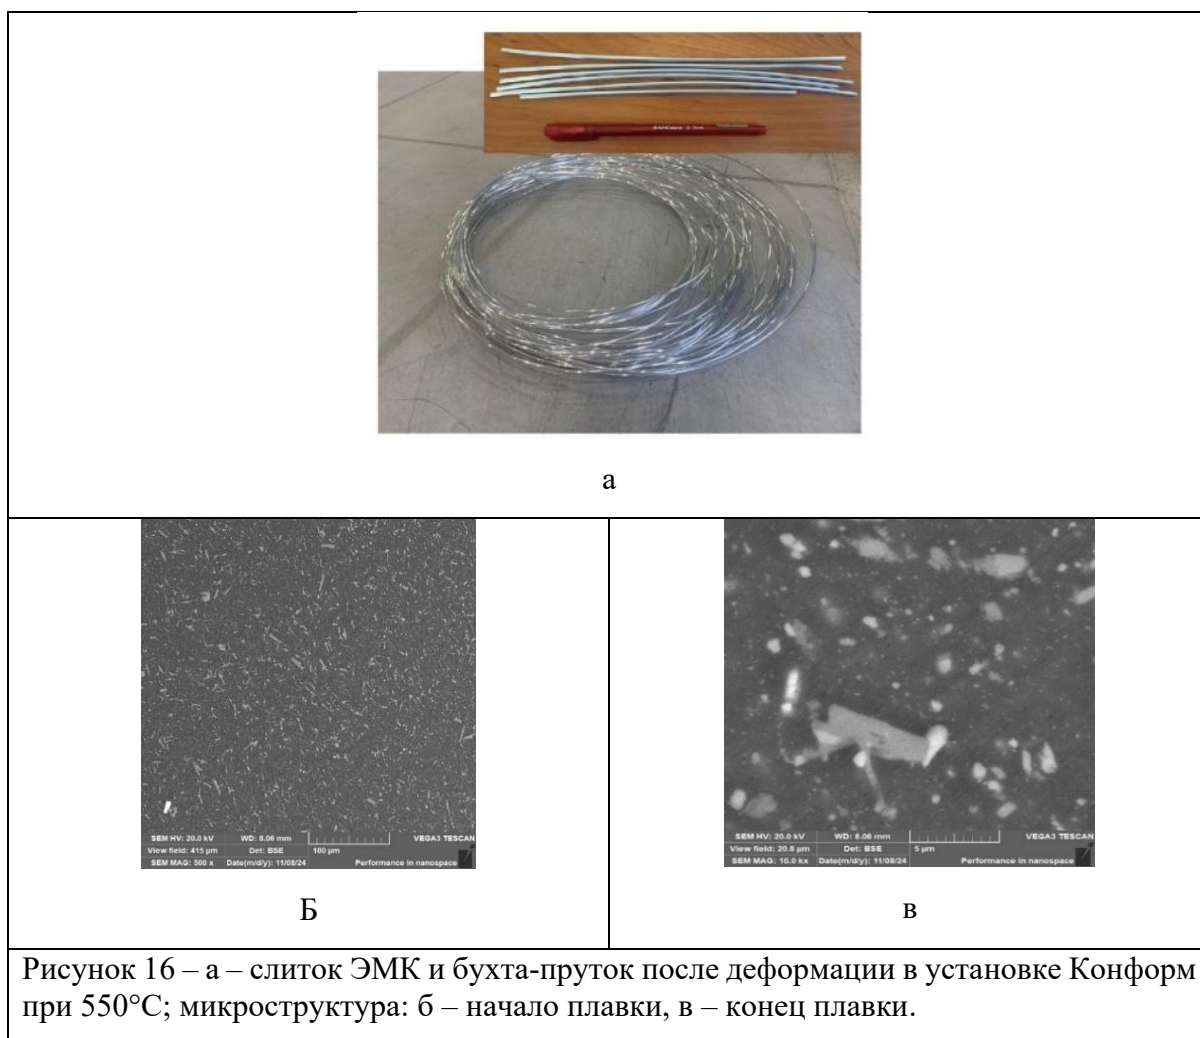 а
SEM HV: 20.0 kV WD: 8.06 mm VEGA3 TESCAN
View field: 415 µm Det: BSE 100 µm
SEM MAG: 500 x Date(m/d/y): 11/08/24 Performance in nanospace
Б
SEM HV: 20.0 kV WD: 8.06 mm VEGA3 TESCAN
View field: 20.8 µm Det: BSE 5 µm
SEM MAG: 10.0 kx Date(m/d/y): 11/08/24 Performance in nanospace
в
Рисунок 16 – а – слиток ЭМК и бухта-пруток после деформации в установке Конформ
при 550°С; микроструктура: б – начало плавки, в – конец плавки.